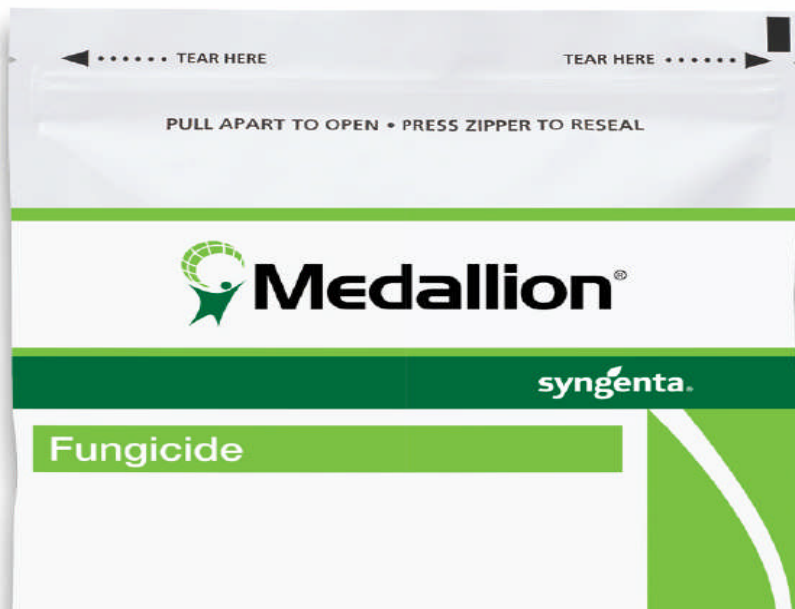 TEAR HERE TEAR HERE
PULL APART TO OPEN • PRESS ZIPPER TO RESEAL
Medallion®
syngenta.
Fungicide